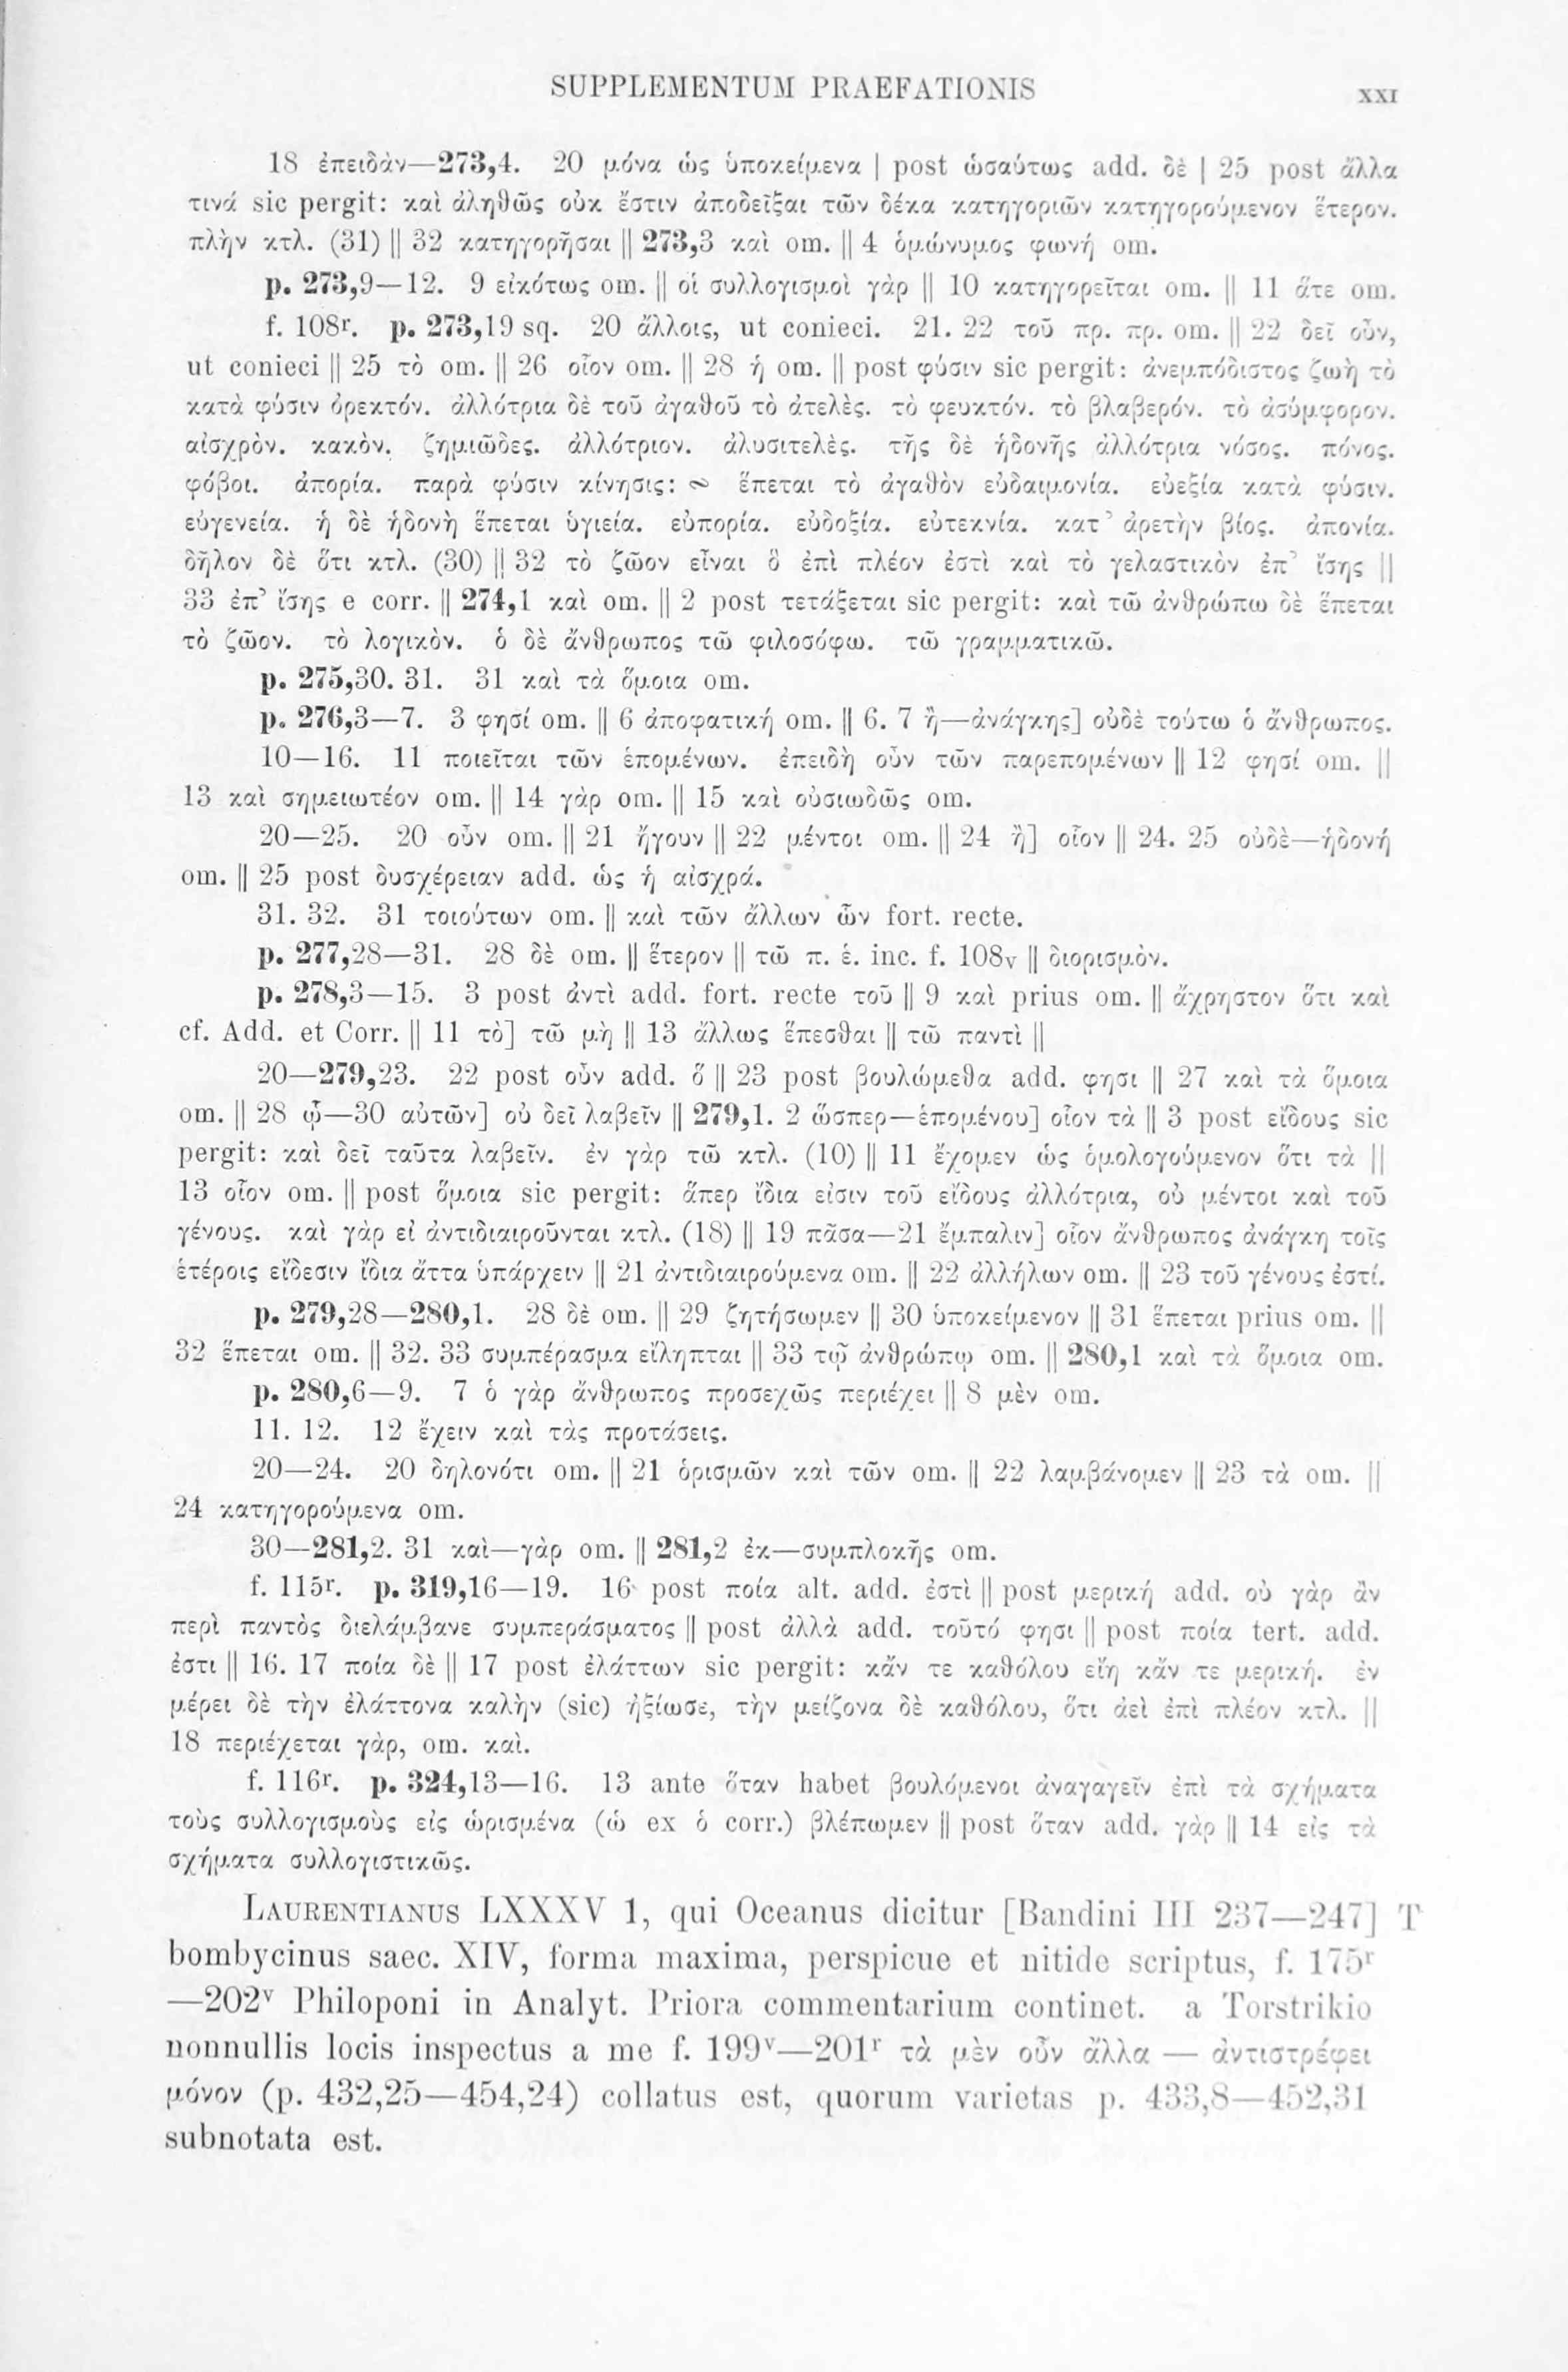 SUPPLEMENTUM PRAEFATIONIS XXI
18 ἐπειδὰν—273,4. 20 μόνα ὡς ὑποκείμενα | post ὡσαύτως add. δὲ | 25 post ἄλλα
τινά sic pergit: καὶ ἀληθῶς οὐκ ἔστιν ἀποδεῖξαι τῶν δέκα κατηγοριῶν κατηγορούμενον ἕτερον.
πλὴν κτλ. (31) || 32 κατηγορῆσαι || 273,3 καὶ om. || 4 ὁμώνυμος φωνή om.
p. 273,9—12. 9 εἰκότως om. || οἱ συλλογισμοὶ γὰρ || 10 κατηγορεῖται om. || 11 ἅτε om.
f. 108r. p. 273,19 sq. 20 ἄλλοις, ut conieci. 21. 22 τοῦ πρ. πρ. om. || 22 δεῖ οὖν,
ut conieci || 25 τὸ om. || 26 οἷον om. || 28 ἡ om. || post φύσιν sic pergit: ἀνεμπόδιστος ζωὴ τὸ
κατὰ φύσιν ὀρεκτόν. ἀλλότρια δὲ τοῦ ἀγαθοῦ τὸ ἀτελὲς. τὸ φευκτόν. τὸ βλαβερόν. τὸ ἀσύμφορον.
αἰσχρὸν. κακὸν. ζημιῶδες. ἀλλότριον. ἀλυσιτελὲς. τῆς δὲ ἡδονῆς ἀλλότρια νόσος. πόνος.
φόβοι. ἀπορία. παρὰ φύσιν κίνησις: ∾ ἕπεται τὸ ἀγαθὸν εὐδαιμονία. εὐεξία κατὰ φύσιν.
εὐγενεία. ἡ δὲ ἡδονὴ ἕπεται ὑγιεία. εὐπορία. εὐδοξία. εὐτεκνία. κατ᾽ ἀρετὴν βίος. ἀπονία.
δῆλον δὲ ὅτι κτλ. (30) || 32 τὸ ζῶον εἶναι ὃ ἐπὶ πλέον ἐστὶ καὶ τὸ γελαστικὸν ἐπ᾽ ἴσης ||
33 ἐπ᾽ ἴσης e corr. || 274,1 καὶ om. || 2 post τετάξεται sic pergit: καὶ τῶ ἀνθρώπω δὲ ἕπεται
τὸ ζῶον. τὸ λογικὸν. ὁ δὲ ἄνθρωπος τῶ φιλοσόφω. τῶ γραμματικῶ.
p. 275,30. 31. 31 καὶ τὰ ὅμοια om.
p. 276,3—7. 3 φησί om. || 6 ἀποφατική om. || 6. 7 ἢ—ἀνάγκης] οὐδὲ τούτω ὁ ἄνθρωπος.
10—16. 11 ποιεῖται τῶν ἑπομένων. ἐπειδὴ οὖν τῶν παρεπομένων || 12 φησί om. ||
13 καὶ σημειωτέον om. || 14 γὰρ om. || 15 καὶ οὐσιωδῶς om.
20—25. 20 οὖν om. || 21 ἤγουν || 22 μέντοι om. || 24 ἢ] οἷον || 24. 25 οὐδὲ—ἡδονή
om. || 25 post δυσχέρειαν add. ὡς ἡ αἰσχρά.
31. 32. 31 τοιούτων om. || καὶ τῶν ἄλλων ὧν fort. recte.
p. 277,28—31. 28 δὲ om. || ἕτερον || τῶ π. ἑ. inc. f. 108v || διορισμὸν.
p. 278,3—15. 3 post ἀντὶ add. fort. recte τοῦ || 9 καὶ prius om. || ἄχρηστον ὅτι καὶ
cf. Add. et Corr. || 11 τὸ] τῶ μὴ || 13 ἄλλως ἕπεσθαι || τῶ παντὶ ||
20—279,23. 22 post οὖν add. ὅ || 23 post βουλώμεθα add. φησι || 27 καὶ τὰ ὅμοια
om. || 28 ᾧ—30 αὐτῶν] οὐ δεῖ λαβεῖν || 279,1. 2 ὥσπερ—ἑπομένου] οἷον τὰ || 3 post εἴδους sic
pergit: καὶ δεῖ ταῦτα λαβεῖν. ἐν γὰρ τῶ κτλ. (10) || 11 ἔχομεν ὡς ὁμολογούμενον ὅτι τὰ ||
13 οἷον om. || post ὅμοια sic pergit: ἅπερ ἴδια εἰσιν τοῦ εἴδους ἀλλότρια, οὐ μέντοι καὶ τοῦ
γένους. καὶ γὰρ εἰ ἀντιδιαιροῦνται κτλ. (18) || 19 πᾶσα—21 ἔμπαλιν] οἷον ἄνθρωπος ἀνάγκη τοῖς
ἑτέροις εἴδεσιν ἴδια ἄττα ὑπάρχειν || 21 ἀντιδιαιρούμενα om. || 22 ἀλλήλων om. || 23 τοῦ γένους ἐστί.
p. 279,28—280,1. 28 δὲ om. || 29 ζητήσωμεν || 30 ὑποκείμενον || 31 ἕπεται prius om. ||
32 ἕπεται om. || 32. 33 συμπέρασμα εἴληπται || 33 τῷ ἀνθρώπῳ om. || 280,1 καὶ τὰ ὅμοια om.
p. 280,6—9. 7 ὁ γὰρ ἄνθρωπος προσεχῶς περιέχει || 8 μὲν om.
11. 12. 12 ἔχειν καὶ τὰς προτάσεις.
20—24. 20 δηλονότι om. || 21 ὁρισμῶν καὶ τῶν om. || 22 λαμβάνομεν || 23 τὰ om. ||
24 κατηγορούμενα om.
30—281,2. 31 καὶ—γὰρ om. || 281,2 ἐκ—συμπλοκῆς om.
f. 115r. p. 319,16—19. 16 post ποία alt. add. ἐστὶ || post μερική add. οὐ γὰρ ἂν
περὶ παντὸς διελάμβανε συμπεράσματος || post ἀλλὰ add. τοῦτό φησι || post ποία tert. add.
ἐστι || 16. 17 ποία δὲ || 17 post ἐλάττων sic pergit: κἄν τε καθόλου εἴη κἄν τε μερική. ἐν
μέρει δὲ τὴν ἐλάττονα καλὴν (sic) ἠξίωσε, τὴν μείζονα δὲ καθόλου, ὅτι ἀεὶ ἐπὶ πλέον κτλ. ||
18 περιέχεται γὰρ, om. καὶ.
f. 116r. p. 324,13—16. 13 ante ὅταν habet βουλόμενοι ἀναγαγεῖν ἐπὶ τὰ σχήματα
τοὺς συλλογισμοὺς εἰς ὡρισμένα (ὡ ex ὁ corr.) βλέπωμεν || post ὅταν add. γὰρ || 14 εἰς τὰ
σχήματα συλλογιστικῶς.
LAURENTIANUS LXXXV 1, qui Oceanus dicitur [Bandini III 237—247] T
bombycinus saec. XIV, forma maxima, perspicue et nitide scriptus, f. 175r
—202v Philoponi in Analyt. Priora commentarium continet. a Torstrikio
nonnullis locis inspectus a me f. 199v—201r τὰ μὲν οὖν ἄλλα — ἀντιστρέφει
μόνον (p. 432,25—454,24) collatus est, quorum varietas p. 433,8—452,31
subnotata est.